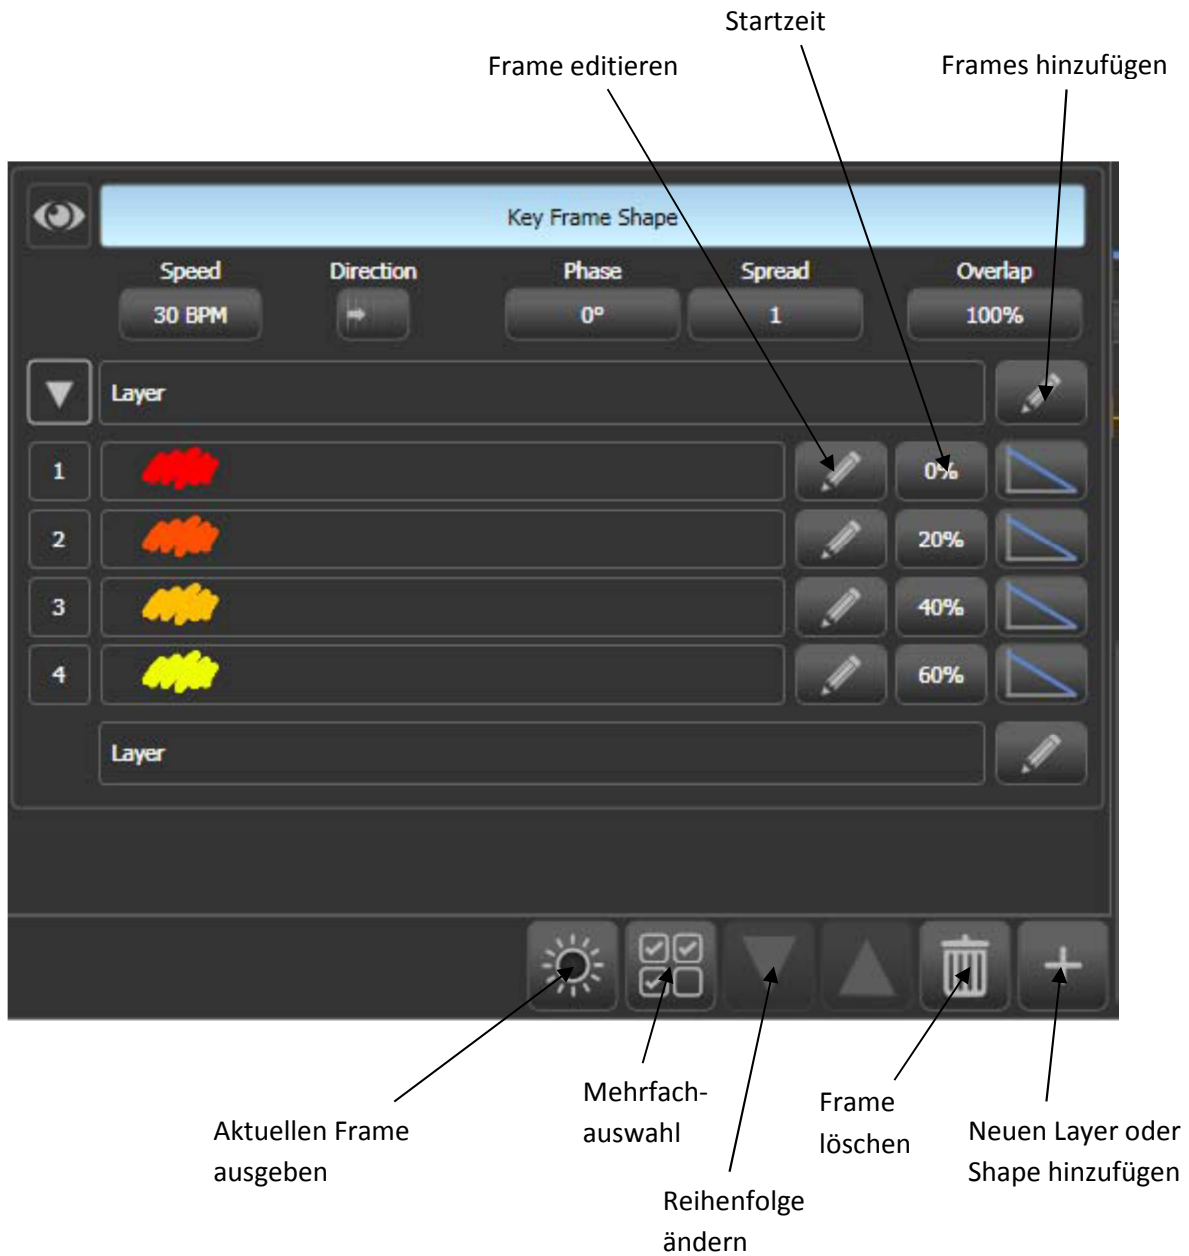 Startzeit
Frame editieren
Frames hinzufügen
Key Frame Shape
Speed Direction Phase Spread Overlap
30 BPM 0° 1 100%
Layer
1 0%
2 20%
3 40%
4 60%
Layer
Aktuellen Frame
ausgeben
Mehrfach-
auswahl
Reihenfolge
ändern
Frame
löschen
Neuen Layer oder
Shape hinzufügen